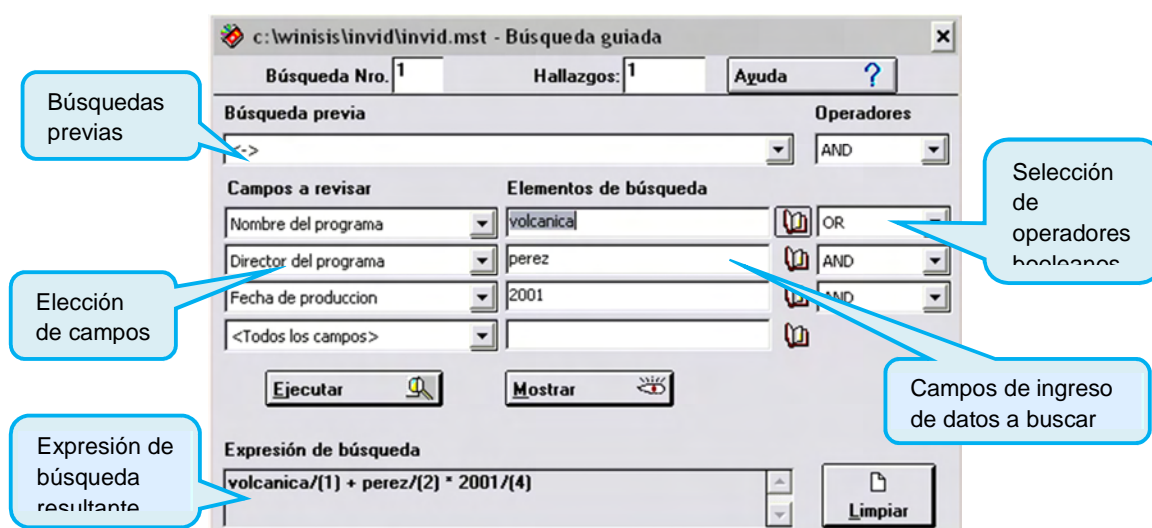 c:\winisis\invid\invid.mst - Búsqueda guiada
Búsqueda Nro. 1 Hallazgos: 1 Ayuda ?
Búsquedas
previas
Búsqueda previa Operadores
<-> AND
Campos a revisar Elementos de búsqueda
Nombre del programa volcanica OR
Director del programa perez AND
Fecha de produccion 2001 AND
<Todos los campos>
Selección
de
operadores
booleanos
Elección
de campos
Ejecutar Mostrar
Campos de ingreso
de datos a buscar
Expresión de
búsqueda
resultante
Expresión de búsqueda
volcanica/(1) + perez/(2) * 2001/(4)
Limpiar